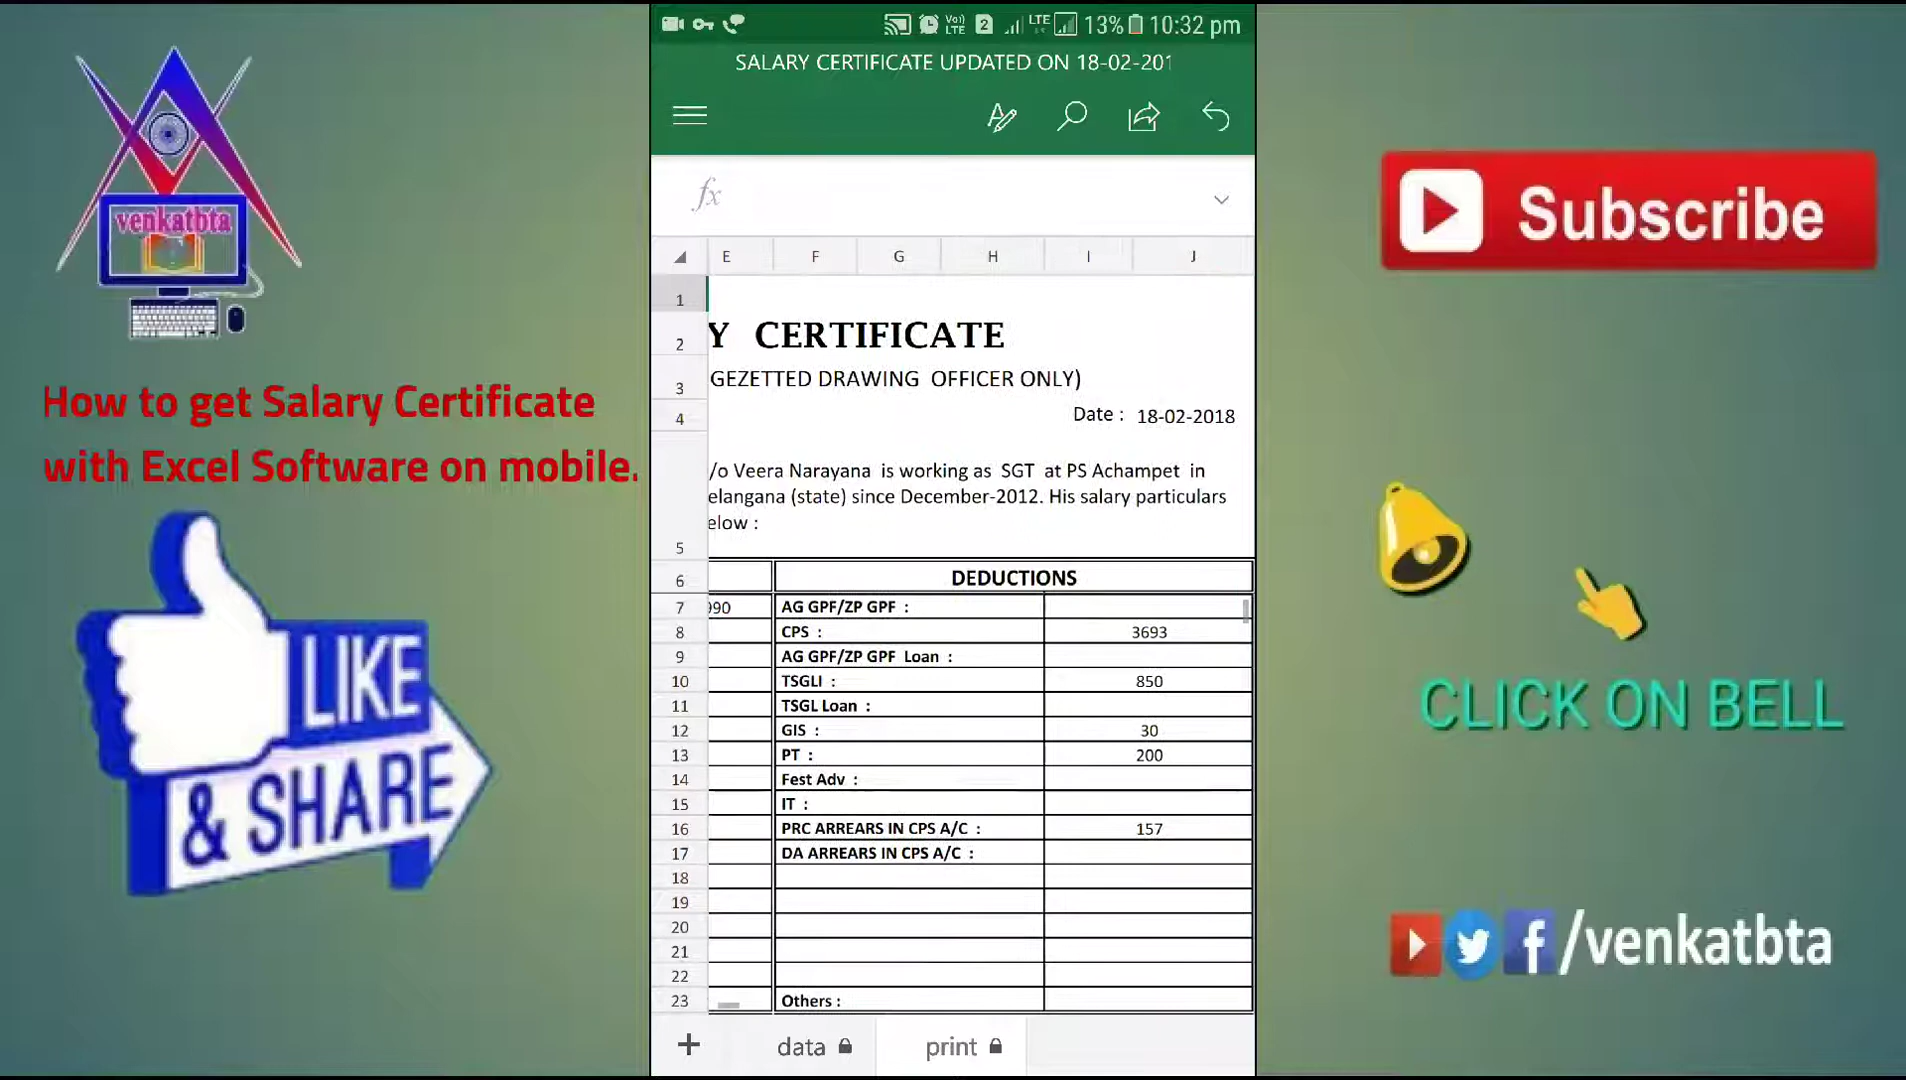 venkatbta
How to get Salary Certificate
with Excel Software on mobile.
LIKE
& SHARE
Vo))
LTE
2
LTE
13%
10:32 pm
SALARY CERTIFICATE UPDATED ON 18-02-201
fx
E F G H I J
1
2 Y CERTIFICATE
3 GEZETTED DRAWING OFFICER ONLY)
4 Date : 18-02-2018
/o Veera Narayana is working as SGT at PS Achampet in
elangana (state) since December-2012. His salary particulars
elow :
5
6 DEDUCTIONS
7 990 AG GPF/ZP GPF :
8 CPS : 3693
9 AG GPF/ZP GPF Loan :
10 TSGLI : 850
11 TSGL Loan :
12 GIS : 30
13 PT : 200
14 Fest Adv :
15 IT :
16 PRC ARREARS IN CPS A/C : 157
17 DA ARREARS IN CPS A/C :
18
19
20
21
22
23 Others :
+ data print
Subscribe
CLICK ON BELL
/venkatbta